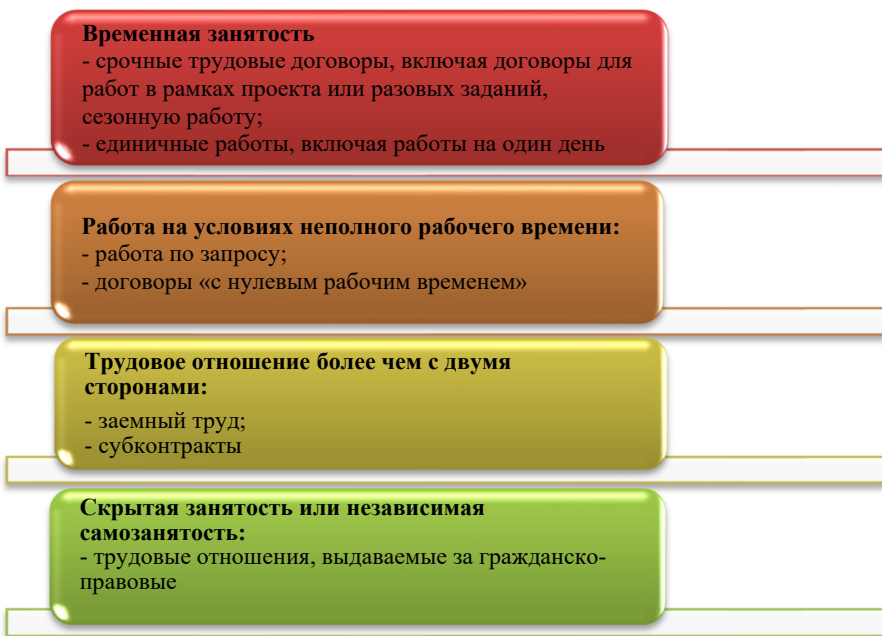 Временная занятость
- срочные трудовые договоры, включая договоры для
работ в рамках проекта или разовых заданий,
сезонную работу;
- единичные работы, включая работы на один день
Работа на условиях неполного рабочего времени:
- работа по запросу;
- договоры «с нулевым рабочим временем»
Трудовое отношение более чем с двумя
сторонами:
- заемный труд;
- субконтракты
Скрытая занятость или независимая
самозанятость:
- трудовые отношения, выдаваемые за гражданско-
правовые